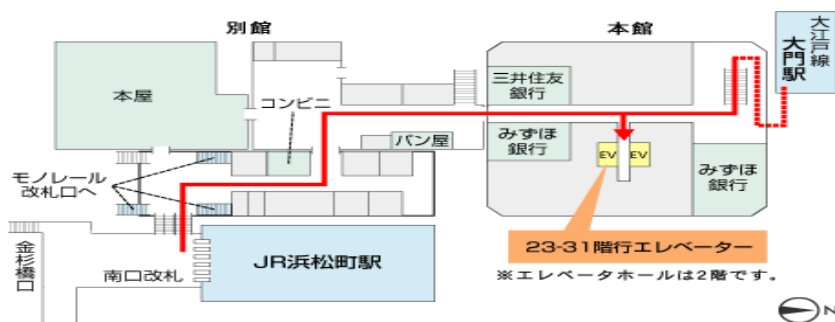 別館
本館
大江戸線
大門駅
本屋
コンビニ
三井住友
銀行
パン屋
みずほ
銀行
EV
EV
みずほ
銀行
モノレール
改札口へ
金杉橋口
南口改札
JR浜松町駅
23-31階行エレベーター
※エレベータホールは2階です。
N